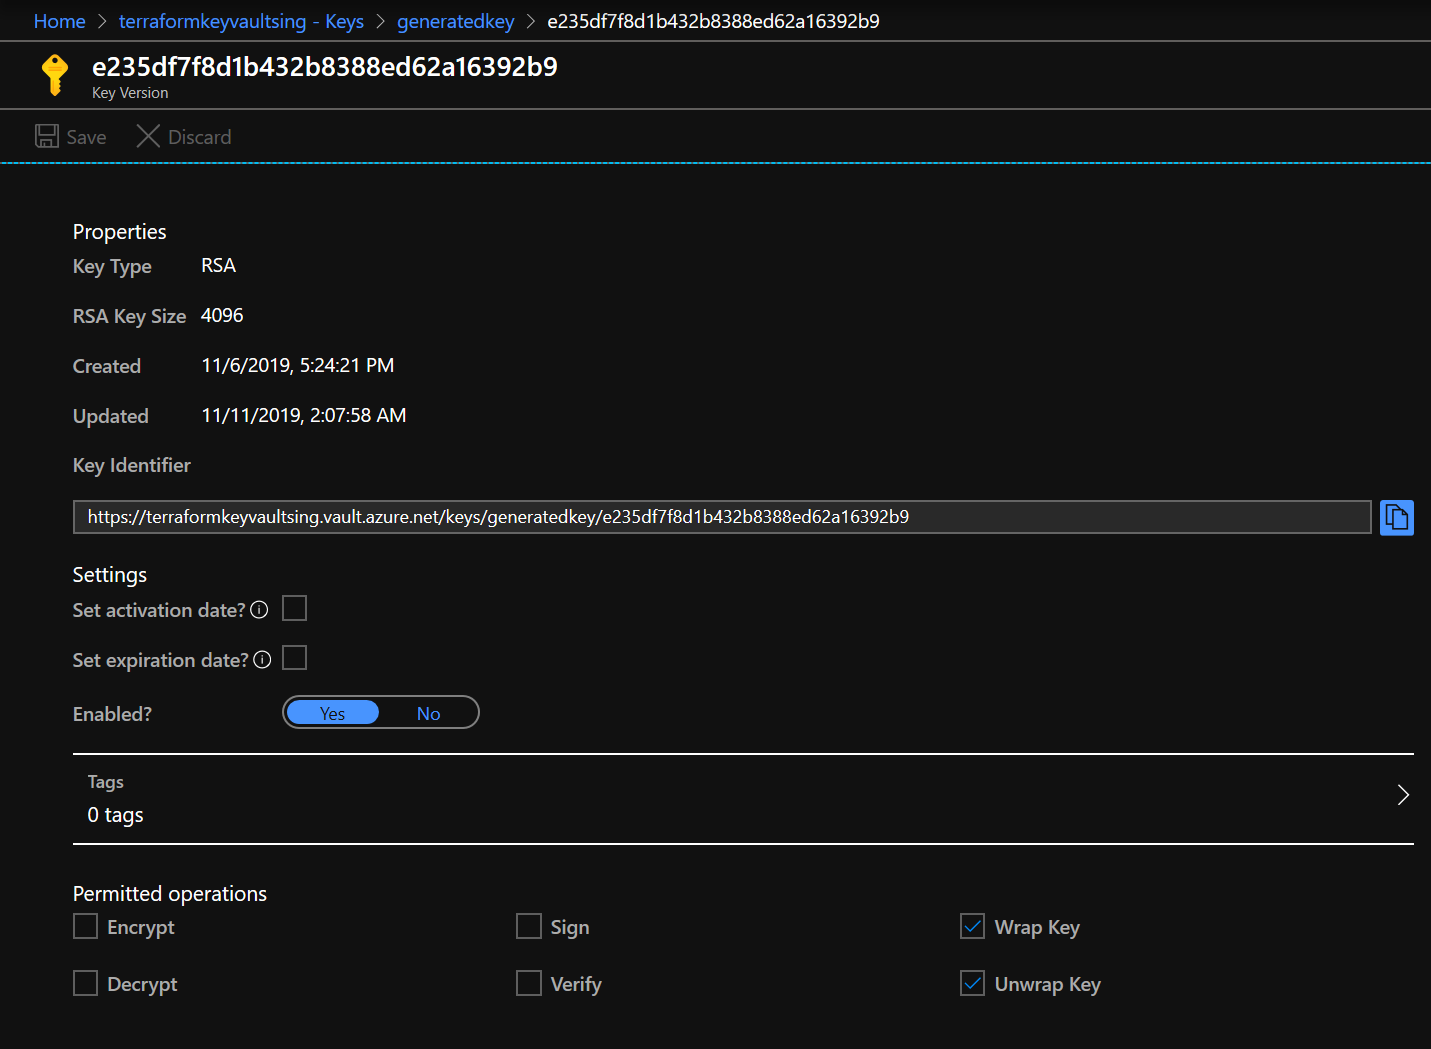 Home > terraformkeyvaultsing - Keys > generatedkey > e235df7f8d1b432b8388ed62a16392b9
e235df7f8d1b432b8388ed62a16392b9
Key Version
Save Discard
Properties
Key Type RSA
RSA Key Size 4096
Created 11/6/2019, 5:24:21 PM
Updated 11/11/2019, 2:07:58 AM
Key Identifier
https://terraformkeyvaultsing.vault.azure.net/keys/generatedkey/e235df7f8d1b432b8388ed62a16392b9
Settings
Set activation date?
Set expiration date?
Enabled? Yes No
Tags
0 tags
Permitted operations
Encrypt Sign Wrap Key
Decrypt Verify Unwrap Key